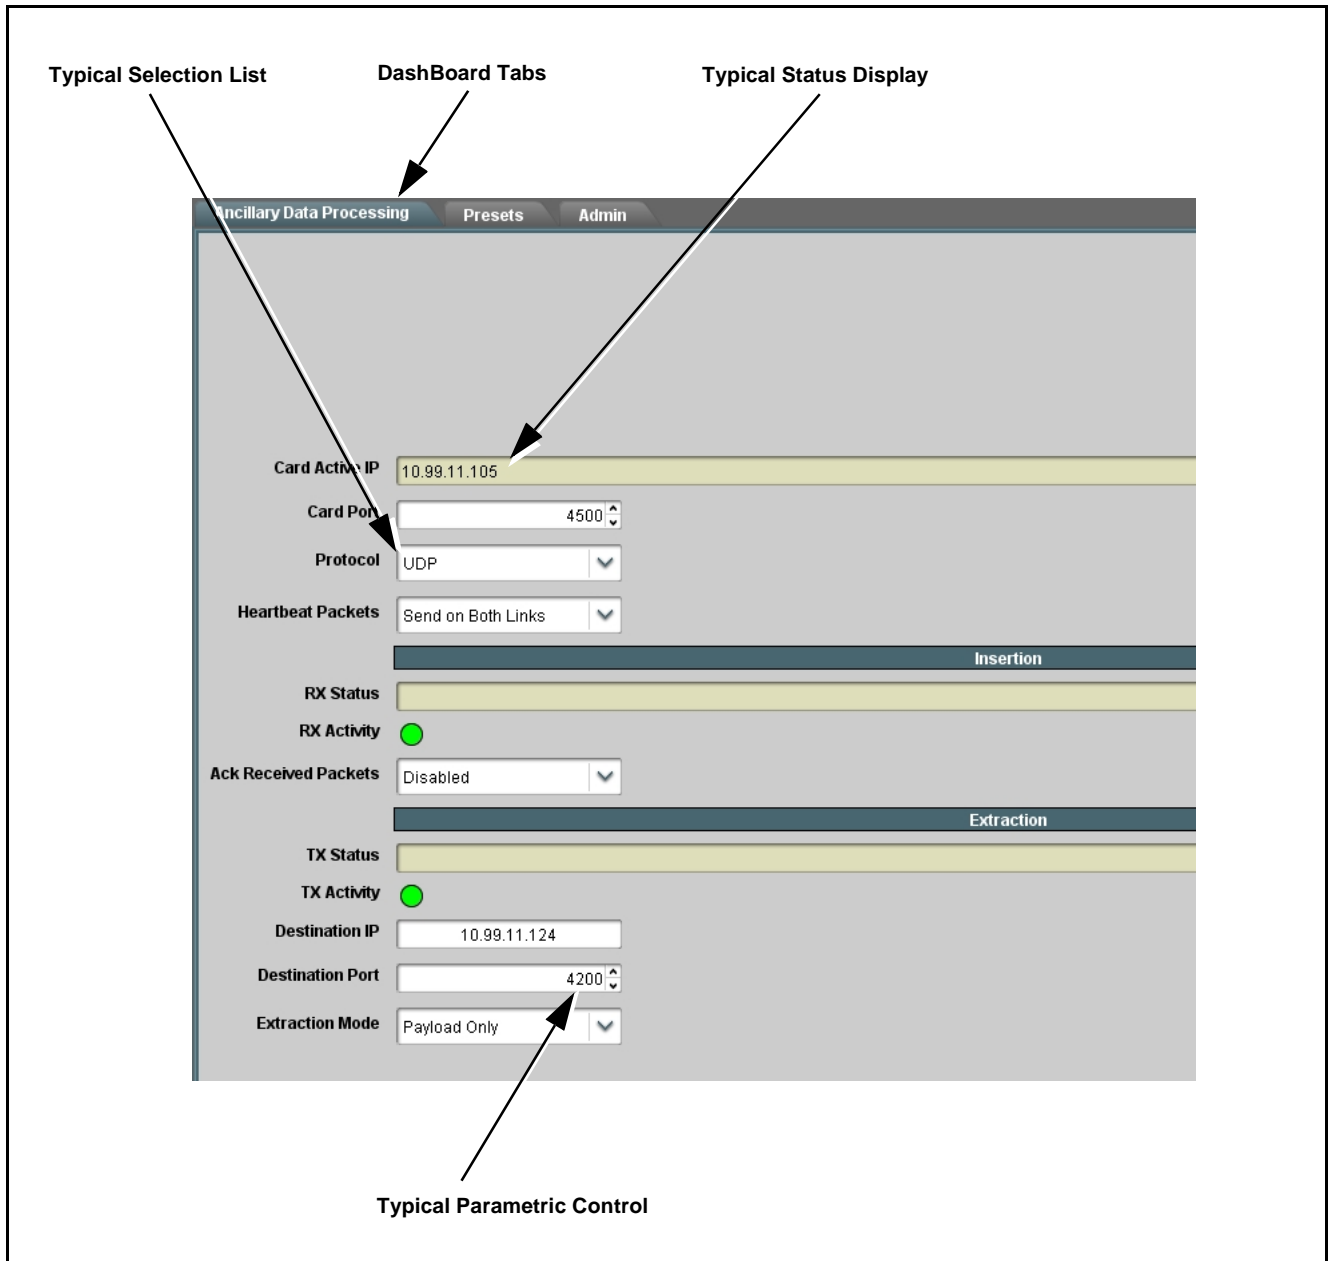 Typical Selection List
DashBoard Tabs
Typical Status Display
Ancillary Data Processing
Presets
Admin
Card Active IP
10.99.11.105
Card Port
4500
Protocol
UDP
Heartbeat Packets
Send on Both Links
Insertion
RX Status
RX Activity
Ack Received Packets
Disabled
Extraction
TX Status
TX Activity
Destination IP
10.99.11.124
Destination Port
4200
Extraction Mode
Payload Only
Typical Parametric Control